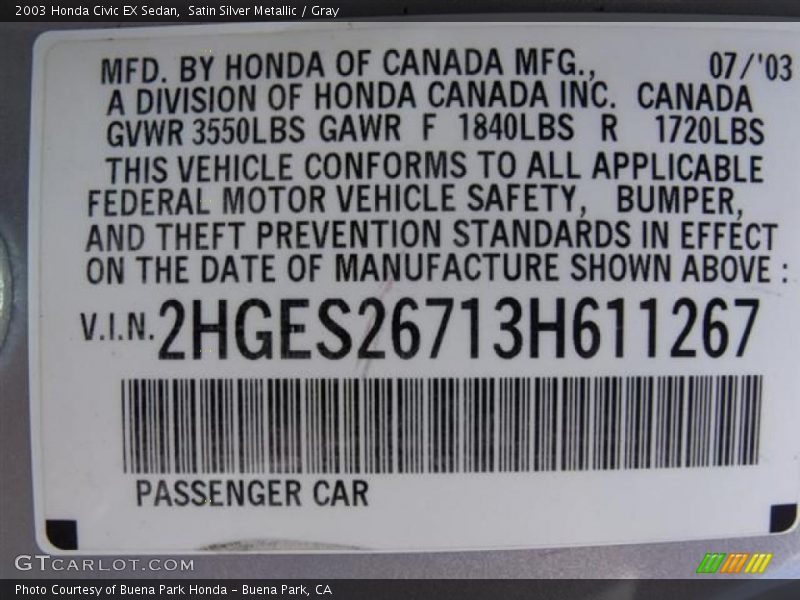 2003 Honda Civic EX Sedan,  Satin Silver Metallic / Gray
MFD. BY HONDA OF CANADA MFG., 07/'03
A DIVISION OF HONDA CANADA INC. CANADA
GVWR 3550LBS GAWR F 1840LBS R 1720LBS
THIS VEHICLE CONFORMS TO ALL APPLICABLE
FEDERAL MOTOR VEHICLE SAFETY, BUMPER,
AND THEFT PREVENTION STANDARDS IN EFFECT
ON THE DATE OF MANUFACTURE SHOWN ABOVE :
V.I.N. 2HGES26713H611267
PASSENGER CAR
GTCARLOT.COM
Photo Courtesy of Buena Park Honda - Buena Park, CA